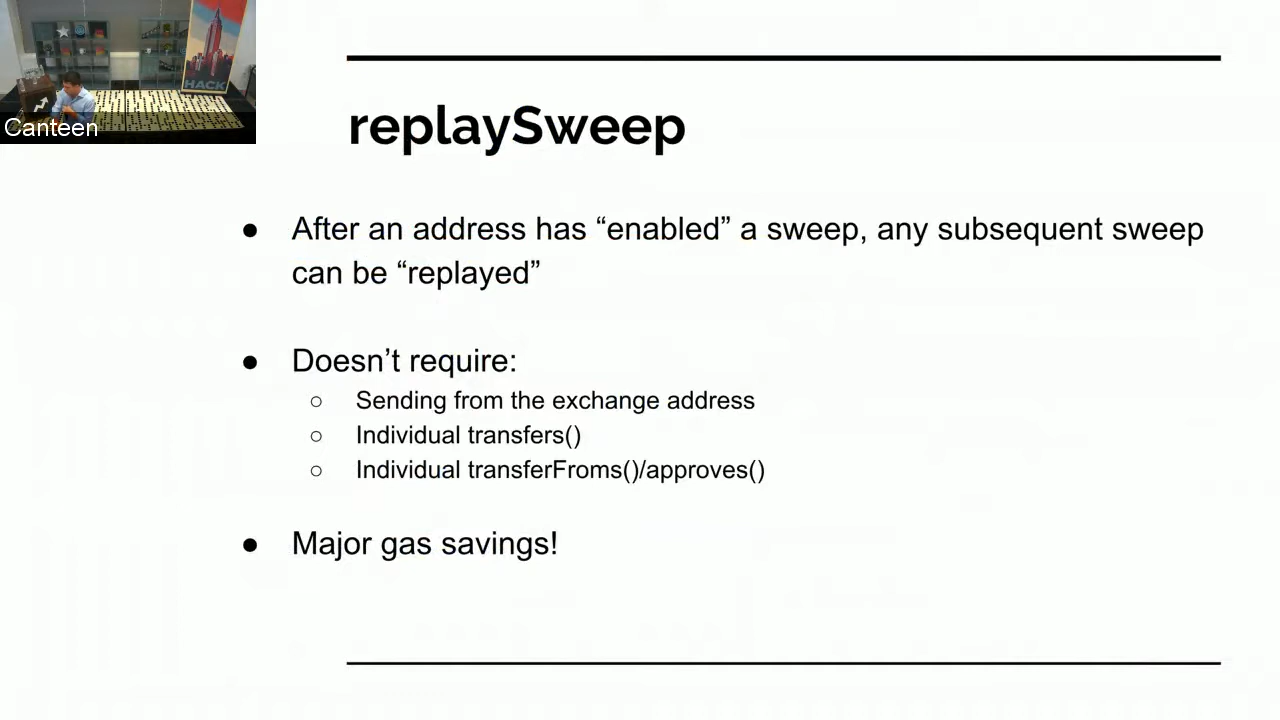 HACK
Canteen
replaySweep
● After an address has “enabled” a sweep, any subsequent sweep
can be “replayed”
● Doesn’t require:
○ Sending from the exchange address
○ Individual transfers()
○ Individual transferFroms()/approves()
● Major gas savings!